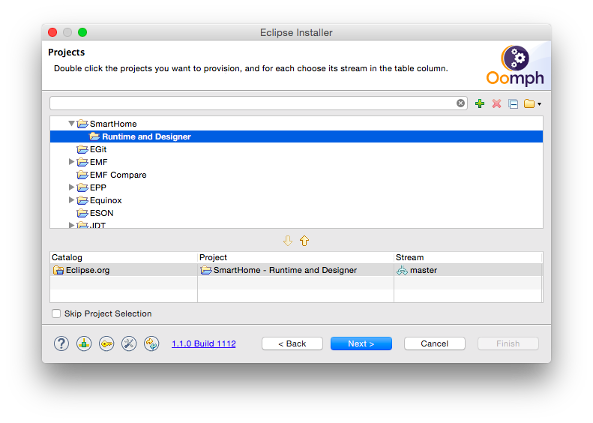 Eclipse Installer
Projects
Double click the projects you want to provision, and for each choose its stream in the table column.
Oomph
SmartHome
Runtime and Designer
EGit
EMF
EMF Compare
EPP
Equinox
ESON
JDT
Catalog Project Stream
Eclipse.org SmartHome - Runtime and Designer master
Skip Project Selection
? 1.1.0 Build 1112 < Back Next > Cancel Finish